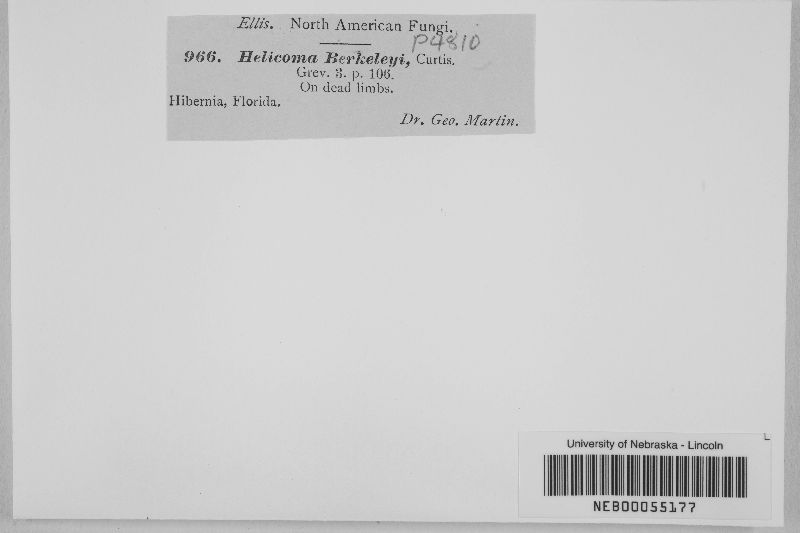 Ellis. North American Fungi.
P4810
966. Helicoma Berkeleyi, Curtis.
Grev. 3. p. 106.
On dead limbs.
Hibernia, Florida.
Dr. Geo. Martin.
University of Nebraska - Lincoln
NEB00055177